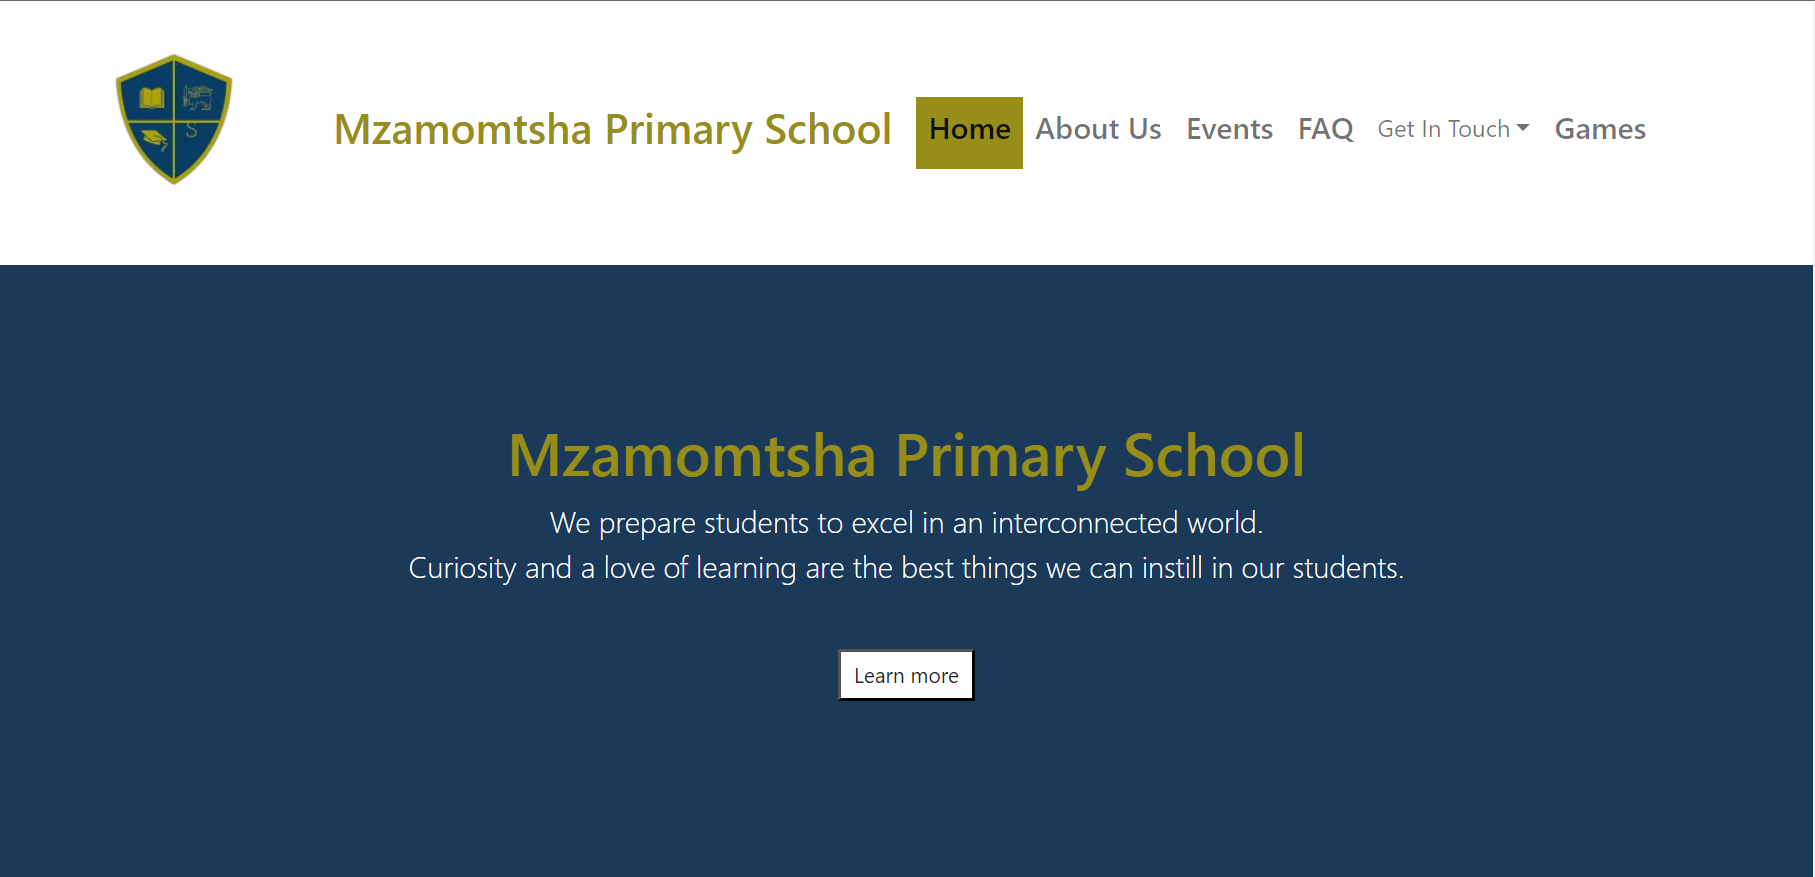 S
Mzamomtsha Primary School
Home About Us Events FAQ Get In Touch Games
Mzamomtsha Primary School
We prepare students to excel in an interconnected world.
Curiosity and a love of learning are the best things we can instill in our students.
Learn more